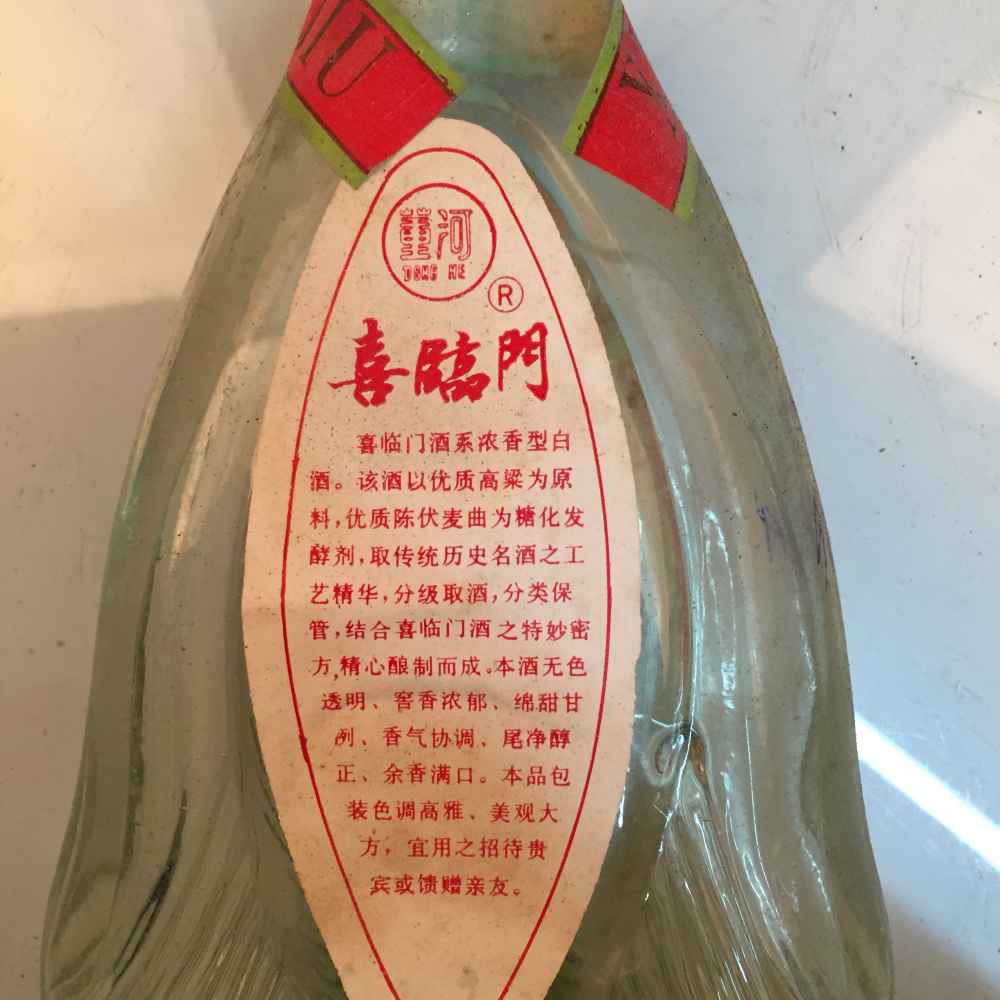 IU
董河
DONG HE
R
喜臨門
喜临门酒系浓香型白
酒。该酒以优质高粱为原
料,优质陈伏麦曲为糖化发
酵剂,取传统历史名酒之工
艺精华,分级取酒,分类保
管,结合喜临门酒之特妙密
方,精心酿制而成。本酒无色
透明、窖香浓郁、绵甜甘
冽、香气协调、尾净醇
正、余香满口。本品包
装色调高雅、美观大
方,宜用之招待贵
宾或馈赠亲友。